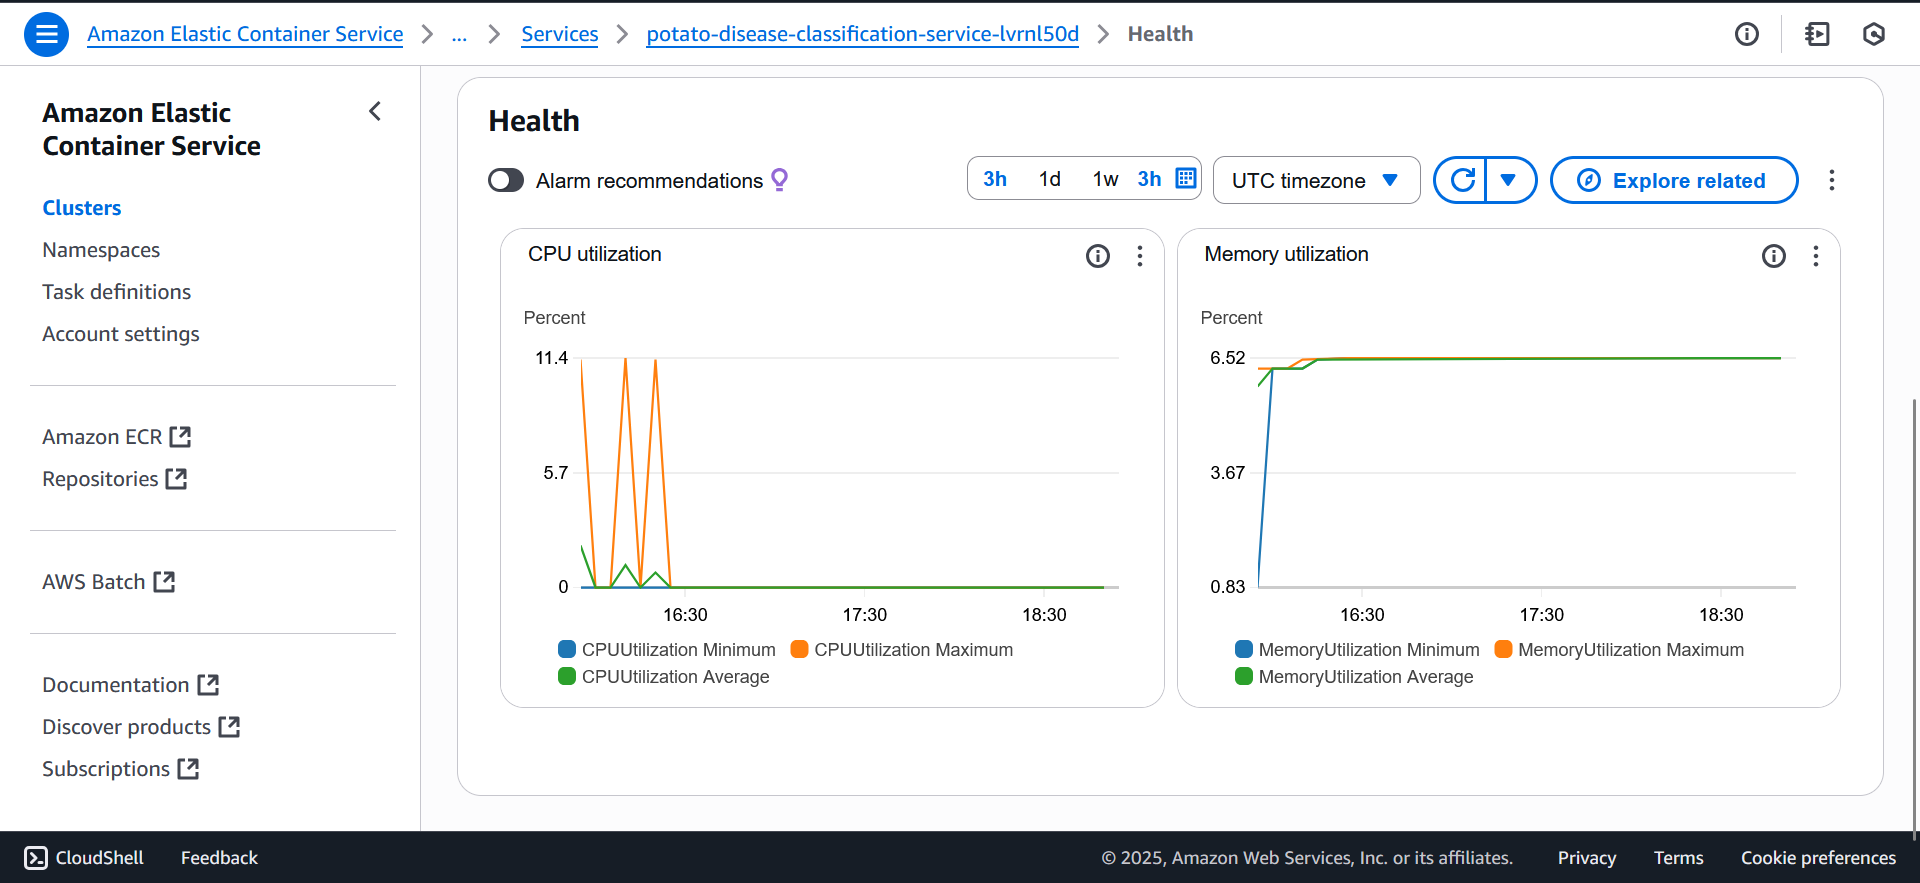 Amazon Elastic Container Service > ... > Services > potato-disease-classification-service-lvrnl50d > Health
Amazon Elastic
Container Service
Clusters
Namespaces
Task definitions
Account settings
Amazon ECR
Repositories
AWS Batch
Documentation
Discover products
Subscriptions
Health
Alarm recommendations
3h 1d 1w 3h UTC timezone Explore related
CPU utilization
Percent
11.4
5.7
0
16:30 17:30 18:30
CPUUtilization Minimum CPUUtilization Maximum
CPUUtilization Average
Memory utilization
Percent
6.52
3.67
0.83
16:30 17:30 18:30
MemoryUtilization Minimum MemoryUtilization Maximum
MemoryUtilization Average
CloudShell Feedback © 2025, Amazon Web Services, Inc. or its affiliates. Privacy Terms Cookie preferences